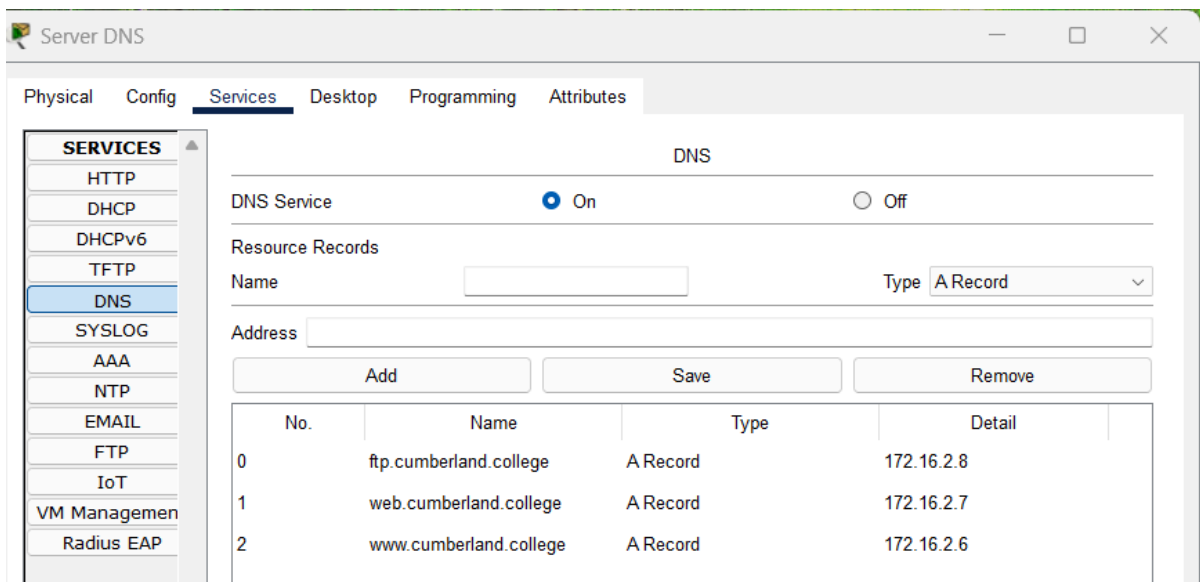 Server DNS
Physical Config Services Desktop Programming Attributes
SERVICES
HTTP
DHCP
DHCPv6
TFTP
DNS
SYSLOG
AAA
NTP
EMAIL
FTP
IoT
VM Managemen
Radius EAP
DNS
DNS Service On Off
Resource Records
Name Type A Record
Address
Add Save Remove
No. Name Type Detail
0 ftp.cumberland.college A Record 172.16.2.8
1 web.cumberland.college A Record 172.16.2.7
2 www.cumberland.college A Record 172.16.2.6